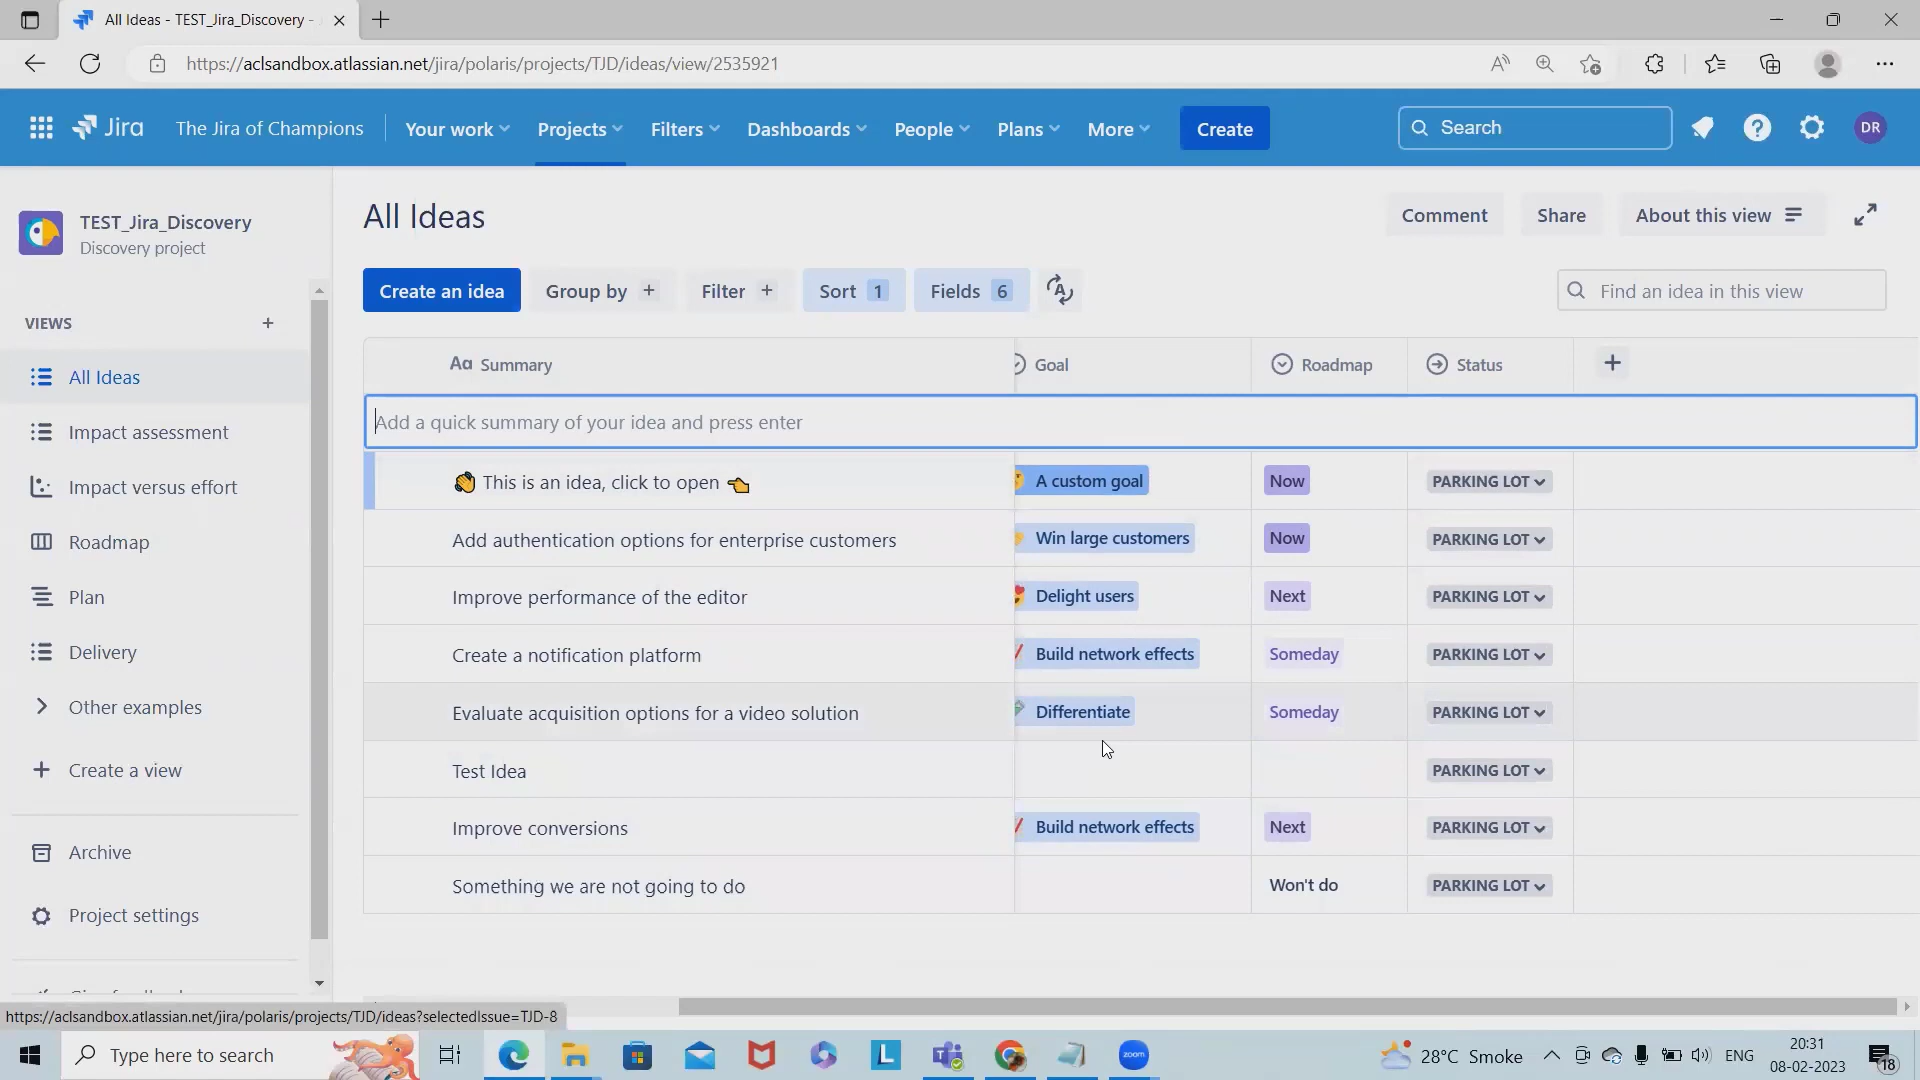 All Ideas - TEST_Jira_Discovery -
https://aclsandbox.atlassian.net/jira/polaris/projects/TJD/ideas/view/2535921
Jira The Jira of Champions Your work Projects Filters Dashboards People Plans More Create Search DR
TEST_Jira_Discovery
Discovery project
VIEWS
All Ideas
Impact assessment
Impact versus effort
Roadmap
Plan
Delivery
Other examples
Create a view
Archive
Project settings
All Ideas
Comment Share About this view
Create an idea Group by Filter Sort 1 Fields 6 Find an idea in this view
Aa Summary Goal Roadmap Status
Add a quick summary of your idea and press enter
This is an idea, click to open A custom goal Now PARKING LOT
Add authentication options for enterprise customers Win large customers Now PARKING LOT
Improve performance of the editor Delight users Next PARKING LOT
Create a notification platform Build network effects Someday PARKING LOT
Evaluate acquisition options for a video solution Differentiate Someday PARKING LOT
Test Idea PARKING LOT
Improve conversions Build network effects Next PARKING LOT
Something we are not going to do Won't do PARKING LOT
https://aclsandbox.atlassian.net/jira/polaris/projects/TJD/ideas?selectedIssue=TJD-8
Type here to search
L
zoom
28°C Smoke
ENG
20:31
08-02-2023
18